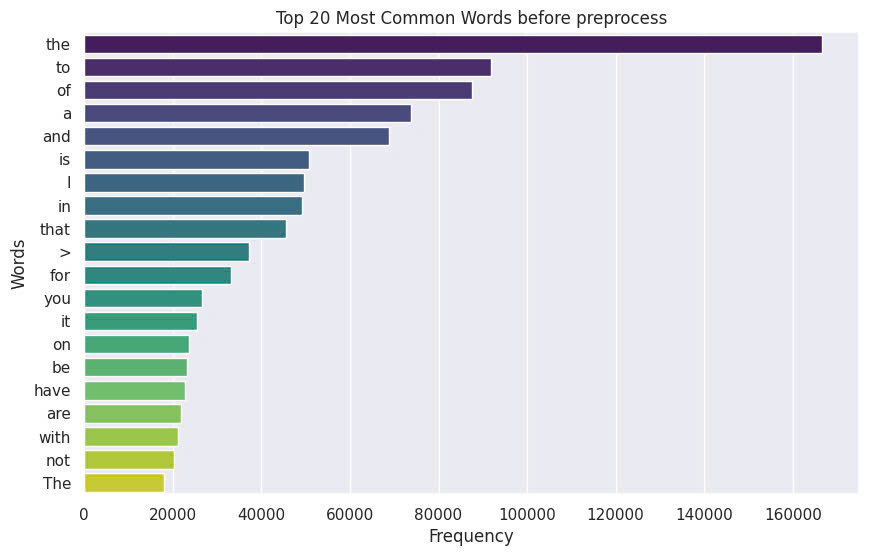 Top 20 Most Common Words before preprocess
Words
the
to
of
a
and
is
I
in
that
>
for
you
it
on
be
have
are
with
not
The
0 20000 40000 60000 80000 100000 120000 140000 160000
Frequency